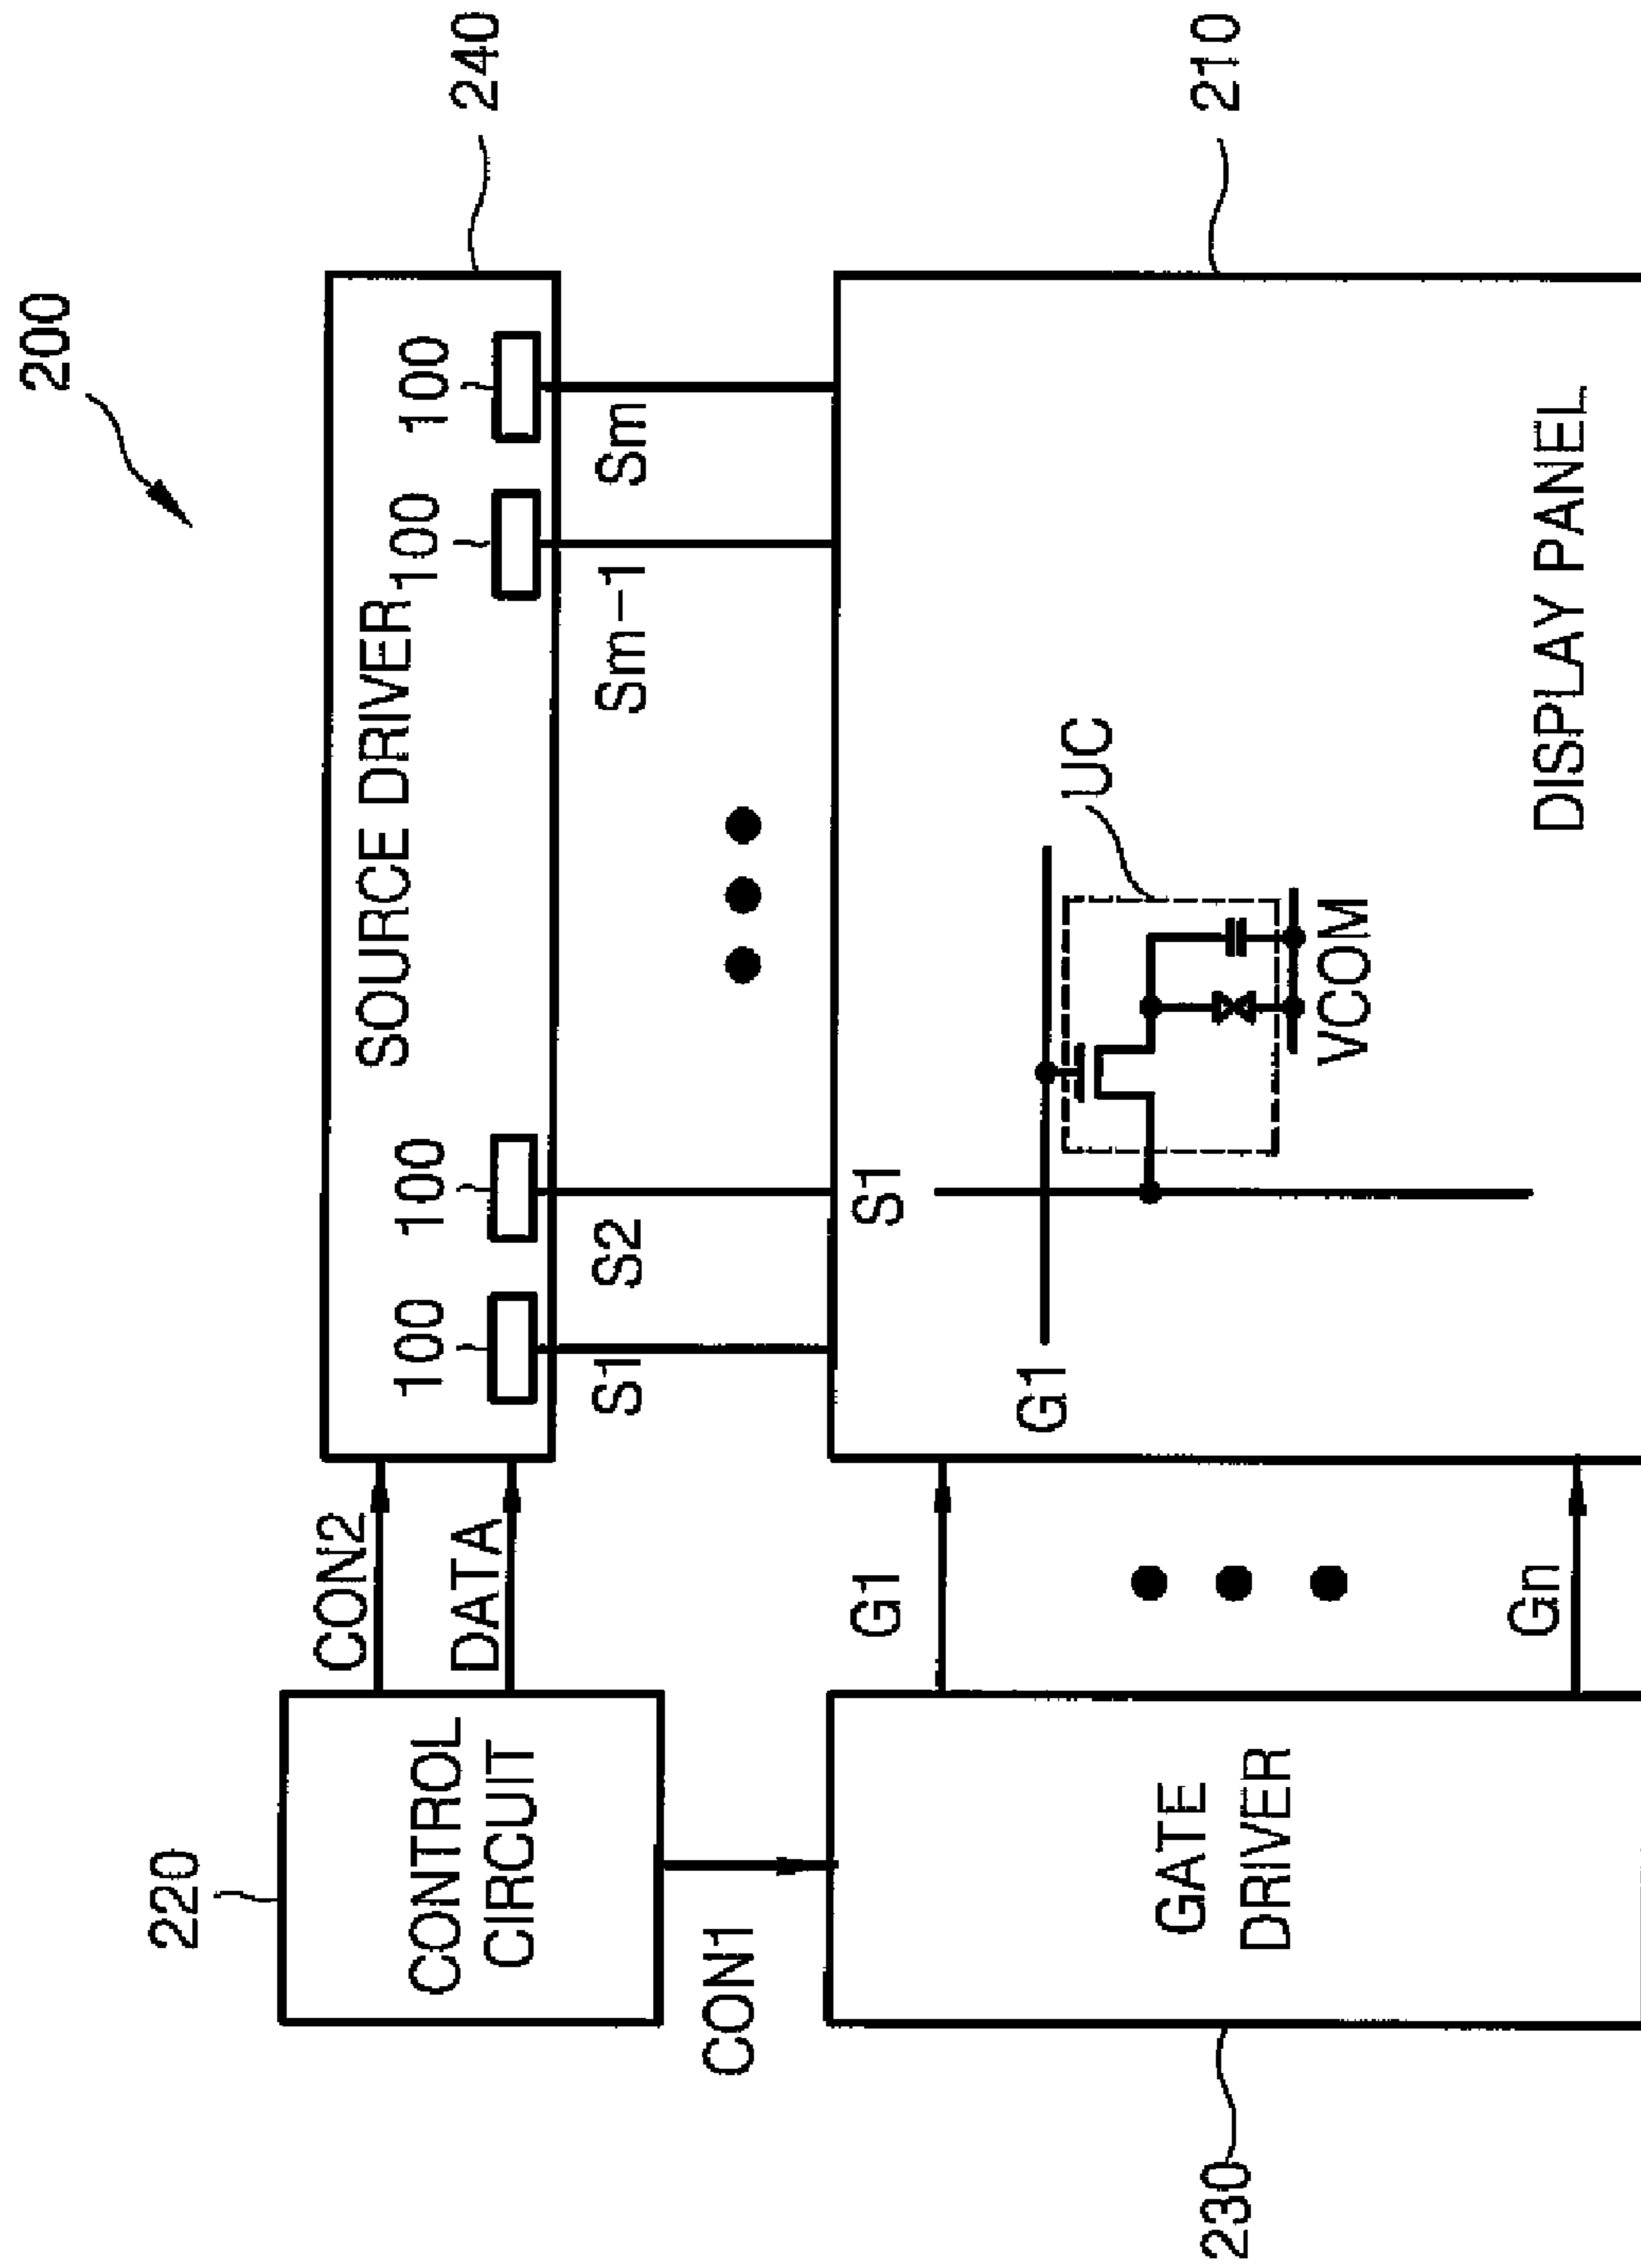 200
220
CONTROL
CIRCUIT
CON2
DATA
SOURCE DRIVER
100
100
100
100
240
S1
S2
Sm-1
Sm
CON1
230
GATE
DRIVER
G1
Gn
S1
G1
UC
VCOM
DISPLAY PANEL
210